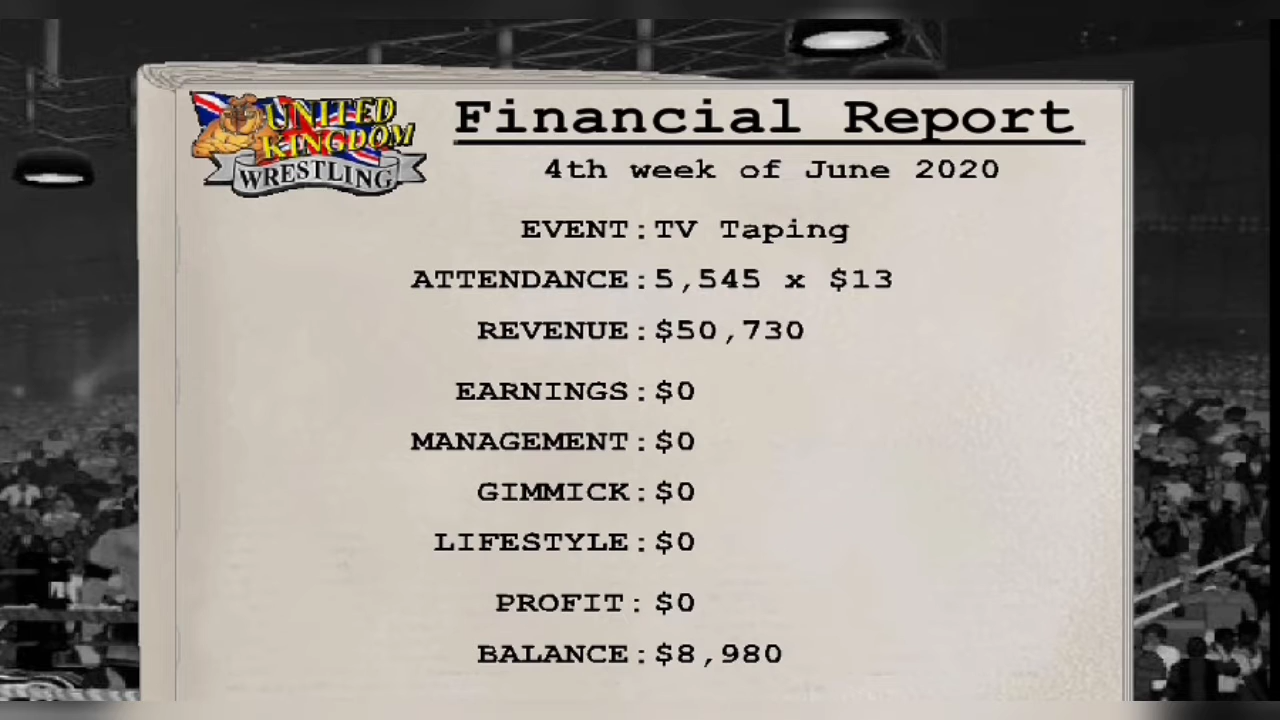 UNITED
KINGDOM
WRESTLING
Financial Report
4th week of June 2020
EVENT: TV Taping
ATTENDANCE: 5,545 x $13
REVENUE: $50,730
EARNINGS: $0
MANAGEMENT: $0
GIMMICK: $0
LIFESTYLE: $0
PROFIT: $0
BALANCE: $8,980